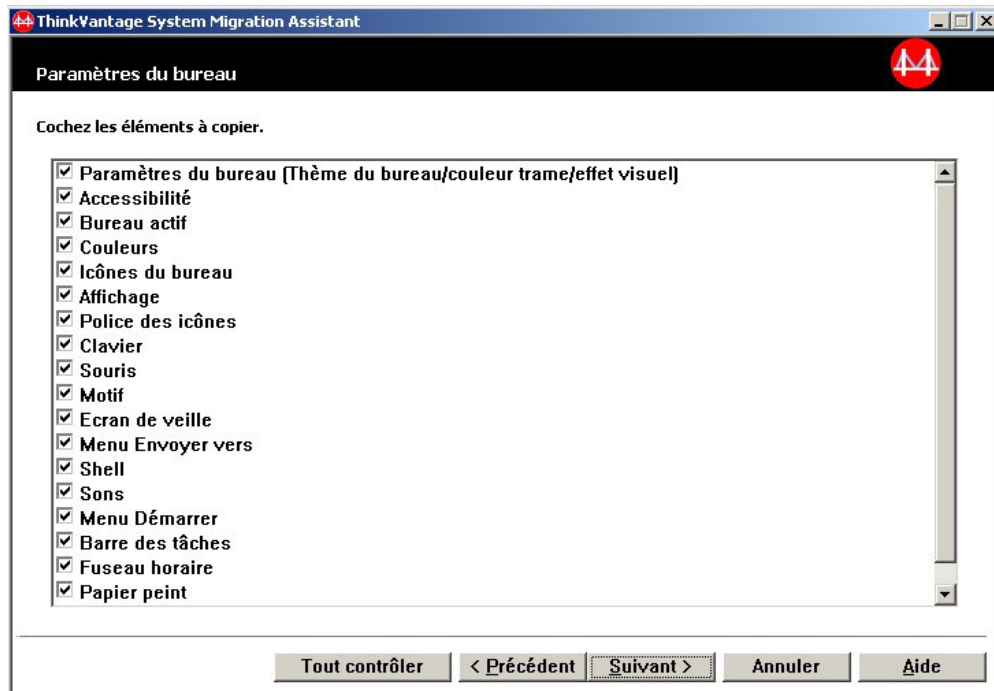 ThinkVantage System Migration Assistant
Paramètres du bureau
Cochez les éléments à copier.
Paramètres du bureau (Thème du bureau/couleur trame/effet visuel)
Accessibilité
Bureau actif
Couleurs
Icônes du bureau
Affichage
Police des icônes
Clavier
Souris
Motif
Ecran de veille
Menu Envoyer vers
Shell
Sons
Menu Démarrer
Barre des tâches
Fuseau horaire
Papier peint
Tout contrôler < Précédent Suivant > Annuler Aide